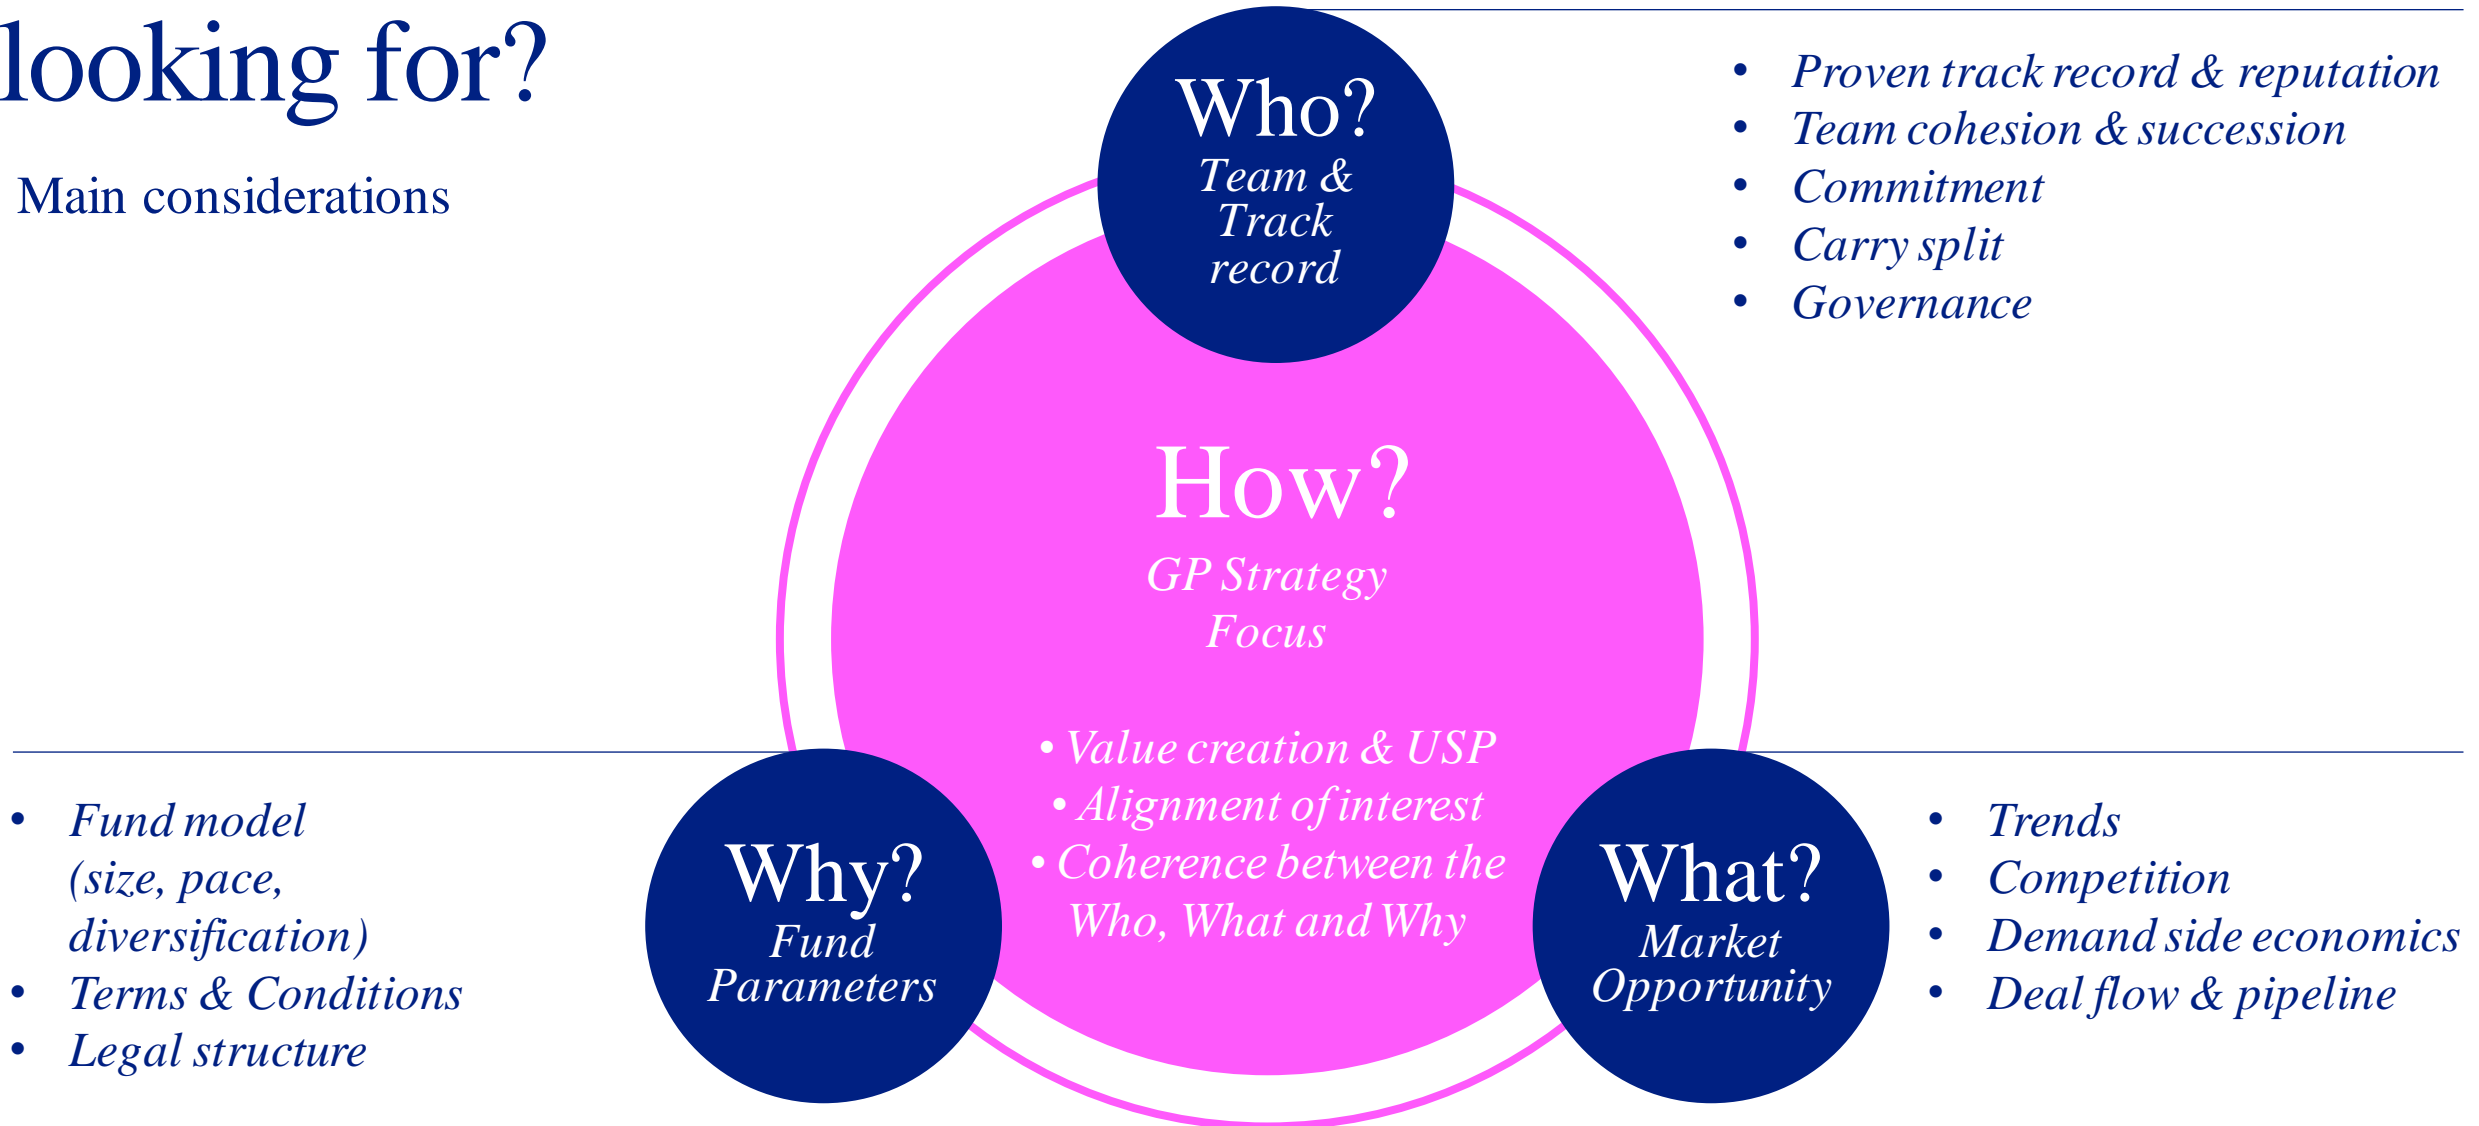 looking for?
Main considerations
Who?
Team &
Track
record
• Proven track record & reputation
• Team cohesion & succession
• Commitment
• Carry split
• Governance
How?
GP Strategy
Focus
• Value creation & USP
• Alignment of interest
• Coherence between the
Who, What and Why
Why?
Fund
Parameters
• Fund model
(size, pace,
diversification)
• Terms & Conditions
• Legal structure
What?
Market
Opportunity
• Trends
• Competition
• Demand side economics
• Deal flow & pipeline